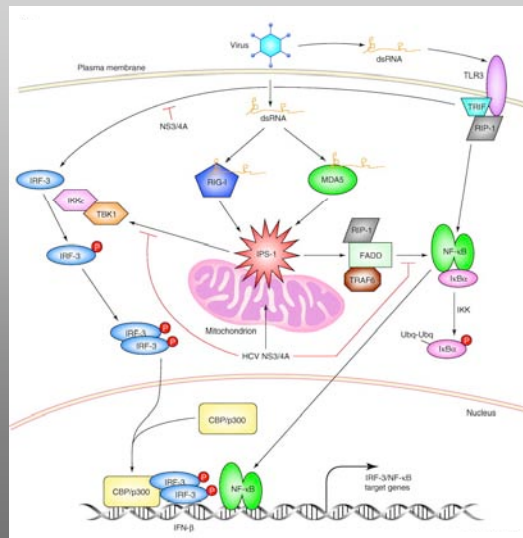 Virus
dsRNA
Plasma membrane
TLR3
TRIF
RIP-1
NS3/4A
dsRNA
IRF-3
RIG-I
MDA5
IKKε
TBK1
RIP-1
IPS-1
FADD
NF-κB
IRF-3
P
TRAF6
IκBα
Mitochondrion
IKK
IRF-3
P
IRF-3
P
Ubq-Ubq
IκBα
P
HCV NS3/4A
Nucleus
CBP/p300
CBP/p300
IRF-3
P
IRF-3
P
NF-κB
IRF-3/NF-κB
target genes
IFN-β